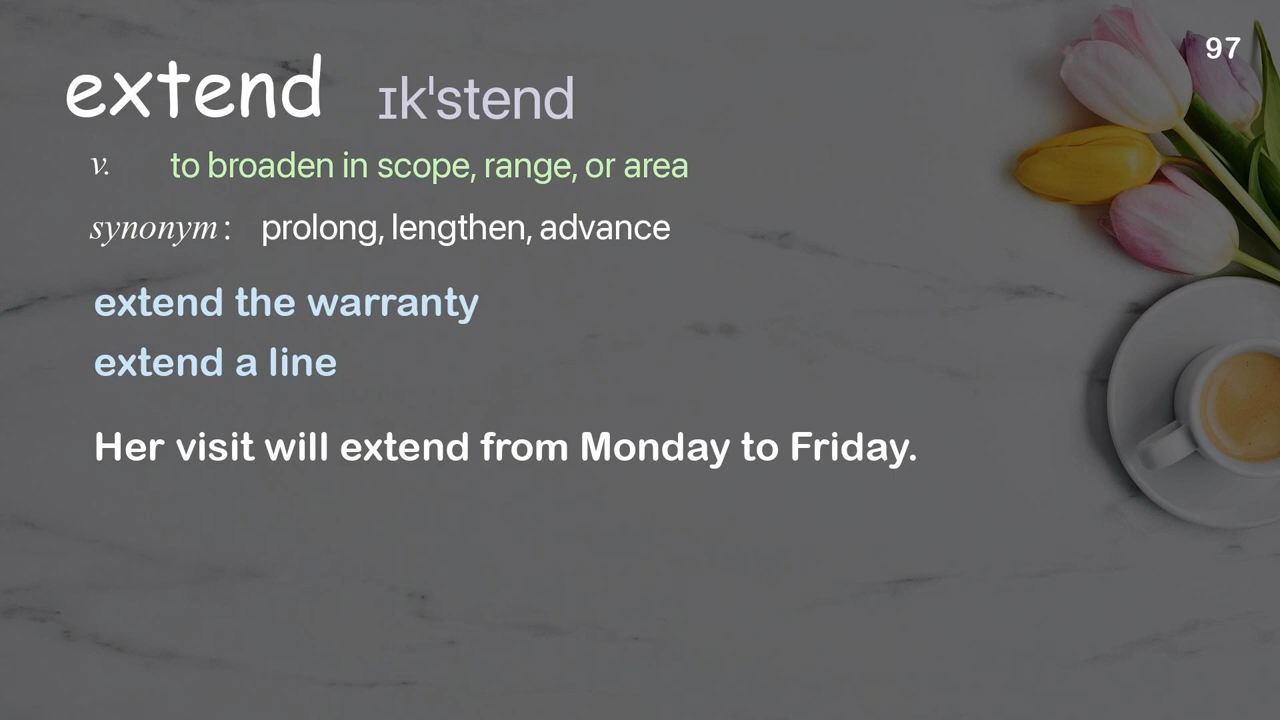 97
extend ɪk'stend
v. to broaden in scope, range, or area
synonym: prolong, lengthen, advance
extend the warranty
extend a line
Her visit will extend from Monday to Friday.